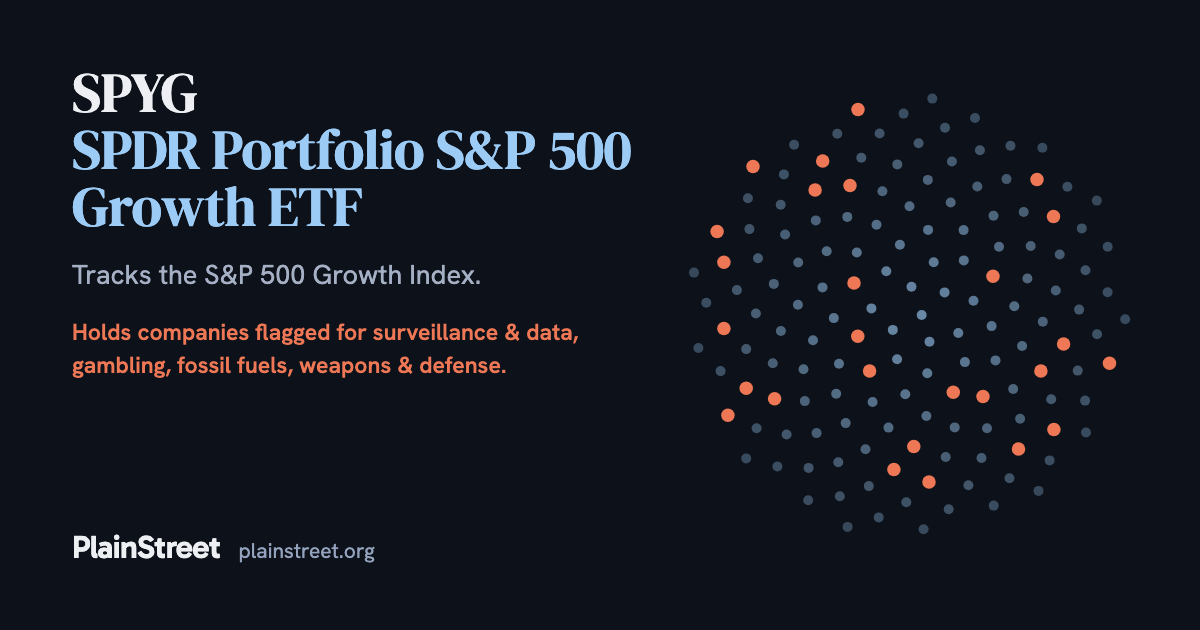 SPYG
SPDR Portfolio S&P 500
Growth ETF
Tracks the S&P 500 Growth Index.
Holds companies flagged for surveillance & data,
gambling, fossil fuels, weapons & defense.
PlainStreet plainstreet.org